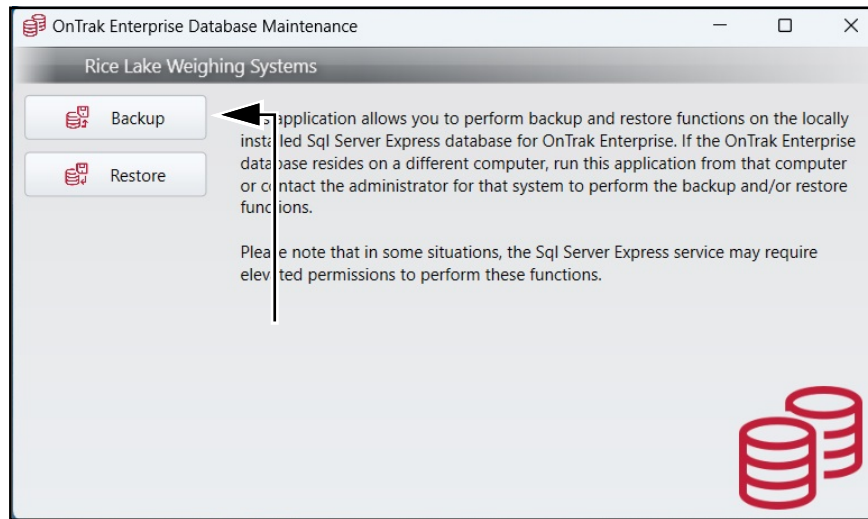 OnTrak Enterprise Database Maintenance
Rice Lake Weighing Systems
Backup
Restore
application allows you to perform backup and restore functions on the locally
installed Sql Server Express database for OnTrak Enterprise. If the OnTrak Enterprise
database resides on a different computer, run this application from that computer
or contact the administrator for that system to perform the backup and/or restore
functions.
Please note that in some situations, the Sql Server Express service may require
elevated permissions to perform these functions.